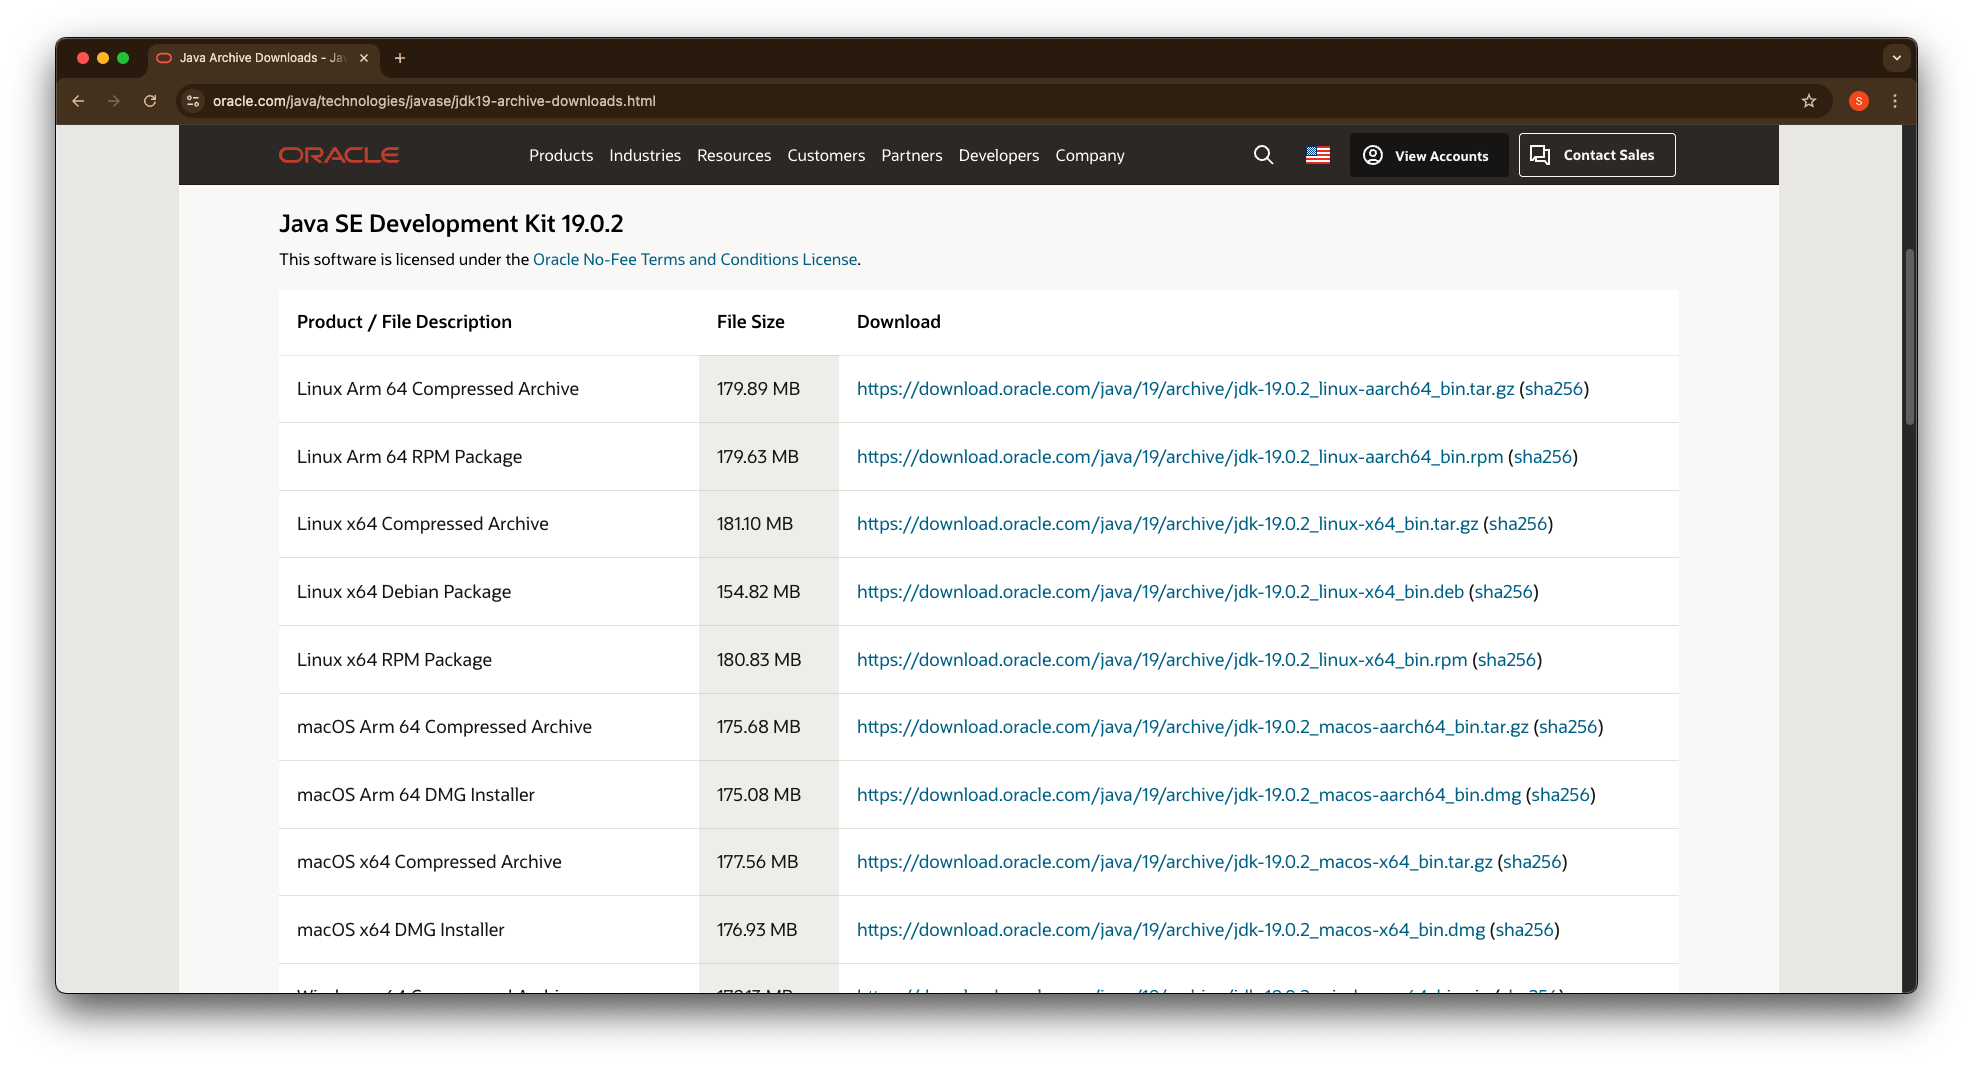 Java Archive Downloads - Jav
oracle.com/java/technologies/javase/jdk19-archive-downloads.html
S
ORACLE
Products Industries Resources Customers Partners Developers Company
View Accounts
Contact Sales
Java SE Development Kit 19.0.2
This software is licensed under the Oracle No-Fee Terms and Conditions License.
Product / File Description File Size Download
Linux Arm 64 Compressed Archive 179.89 MB https://download.oracle.com/java/19/archive/jdk-19.0.2_linux-aarch64_bin.tar.gz (sha256)
Linux Arm 64 RPM Package 179.63 MB https://download.oracle.com/java/19/archive/jdk-19.0.2_linux-aarch64_bin.rpm (sha256)
Linux x64 Compressed Archive 181.10 MB https://download.oracle.com/java/19/archive/jdk-19.0.2_linux-x64_bin.tar.gz (sha256)
Linux x64 Debian Package 154.82 MB https://download.oracle.com/java/19/archive/jdk-19.0.2_linux-x64_bin.deb (sha256)
Linux x64 RPM Package 180.83 MB https://download.oracle.com/java/19/archive/jdk-19.0.2_linux-x64_bin.rpm (sha256)
macOS Arm 64 Compressed Archive 175.68 MB https://download.oracle.com/java/19/archive/jdk-19.0.2_macos-aarch64_bin.tar.gz (sha256)
macOS Arm 64 DMG Installer 175.08 MB https://download.oracle.com/java/19/archive/jdk-19.0.2_macos-aarch64_bin.dmg (sha256)
macOS x64 Compressed Archive 177.56 MB https://download.oracle.com/java/19/archive/jdk-19.0.2_macos-x64_bin.tar.gz (sha256)
macOS x64 DMG Installer 176.93 MB https://download.oracle.com/java/19/archive/jdk-19.0.2_macos-x64_bin.dmg (sha256)